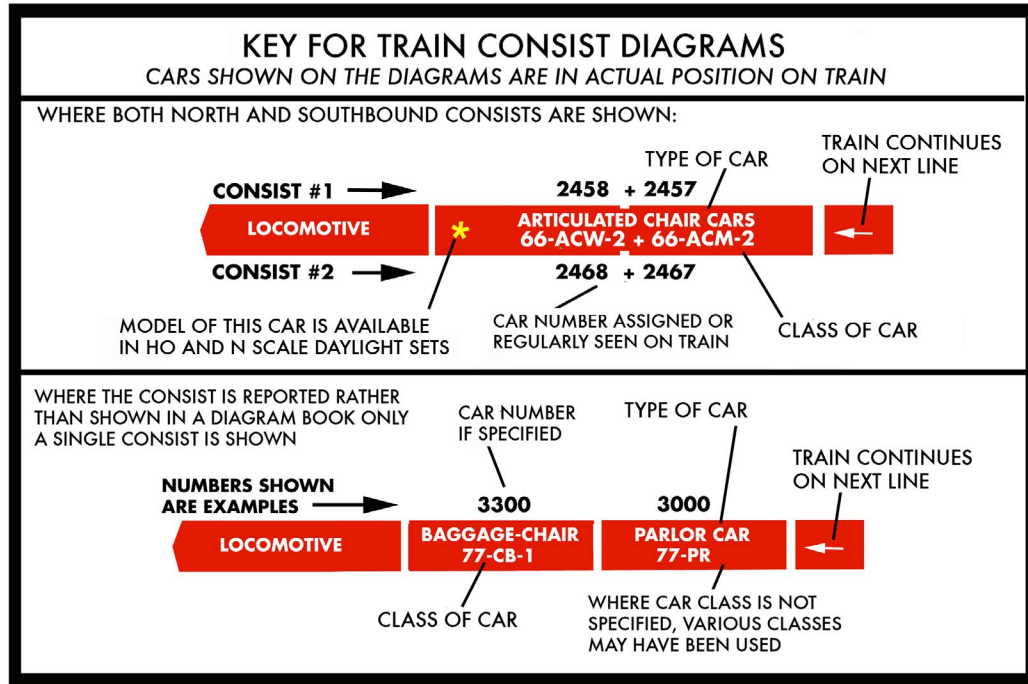 KEY FOR TRAIN CONSIST DIAGRAMS
CARS SHOWN ON THE DIAGRAMS ARE IN ACTUAL POSITION ON TRAIN
WHERE BOTH NORTH AND SOUTHBOUND CONSISTS ARE SHOWN:
TYPE OF CAR
TRAIN CONTINUES
ON NEXT LINE
CONSIST #1
2458 + 2457
LOCOMOTIVE
*
ARTICULATED CHAIR CARS
66-ACW-2 + 66-ACM-2
CONSIST #2
2468 + 2467
MODEL OF THIS CAR IS AVAILABLE
IN HO AND N SCALE DAYLIGHT SETS
CAR NUMBER ASSIGNED OR
REGULARLY SEEN ON TRAIN
CLASS OF CAR
WHERE THE CONSIST IS REPORTED RATHER
THAN SHOWN IN A DIAGRAM BOOK ONLY
A SINGLE CONSIST IS SHOWN
CAR NUMBER
IF SPECIFIED
TYPE OF CAR
TRAIN CONTINUES
ON NEXT LINE
NUMBERS SHOWN
ARE EXAMPLES
3300
3000
LOCOMOTIVE
BAGGAGE-CHAIR
77-CB-1
PARLOR CAR
77-PR
CLASS OF CAR
WHERE CAR CLASS IS NOT
SPECIFIED, VARIOUS CLASSES
MAY HAVE BEEN USED